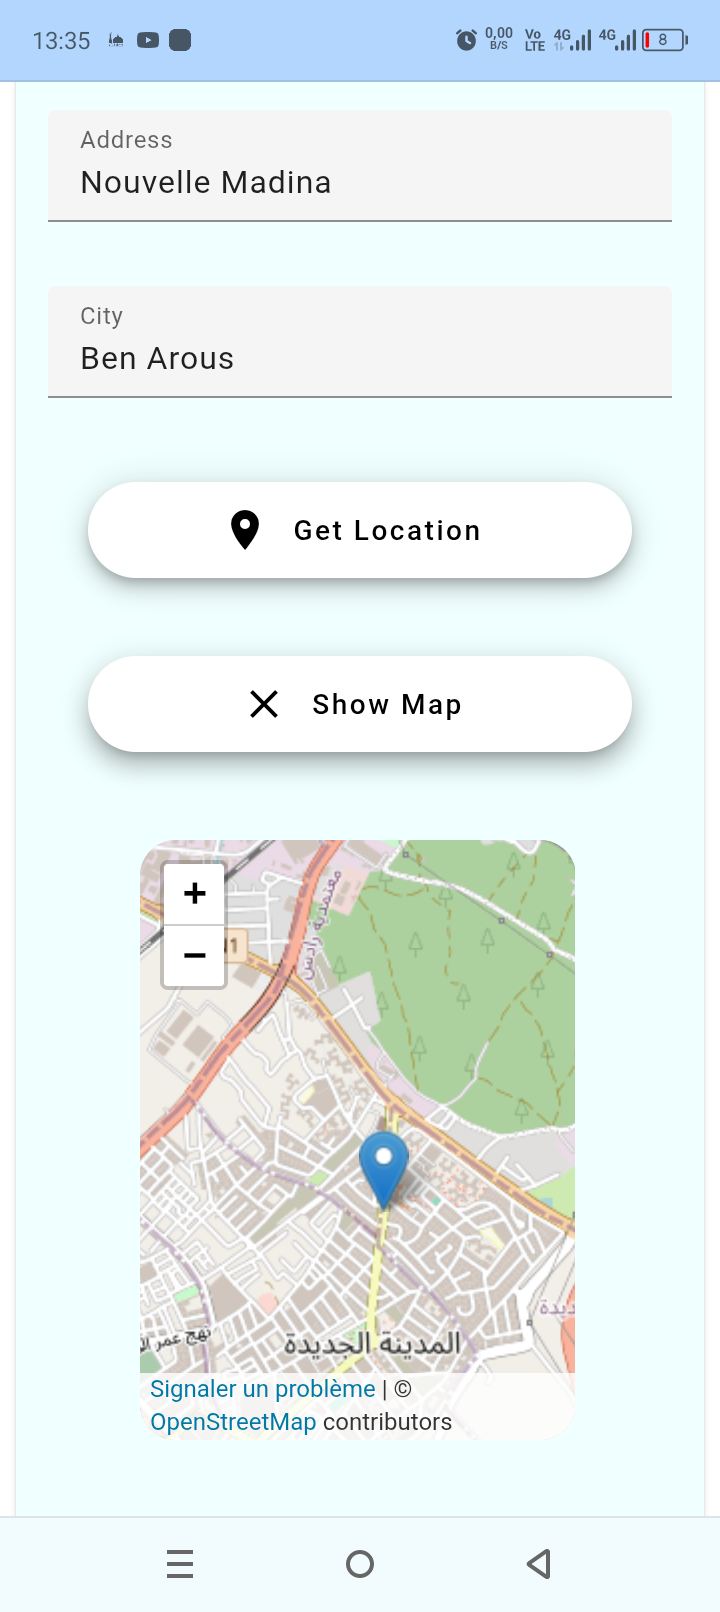 13:35
0,00 B/S Vo LTE 4G 4G 8
Address
Nouvelle Madina
City
Ben Arous
Get Location
Show Map
+
−
N1
معتمدية رادس
المدينة الجديدة
نهج عمر
Signaler un problème | ©
OpenStreetMap contributors